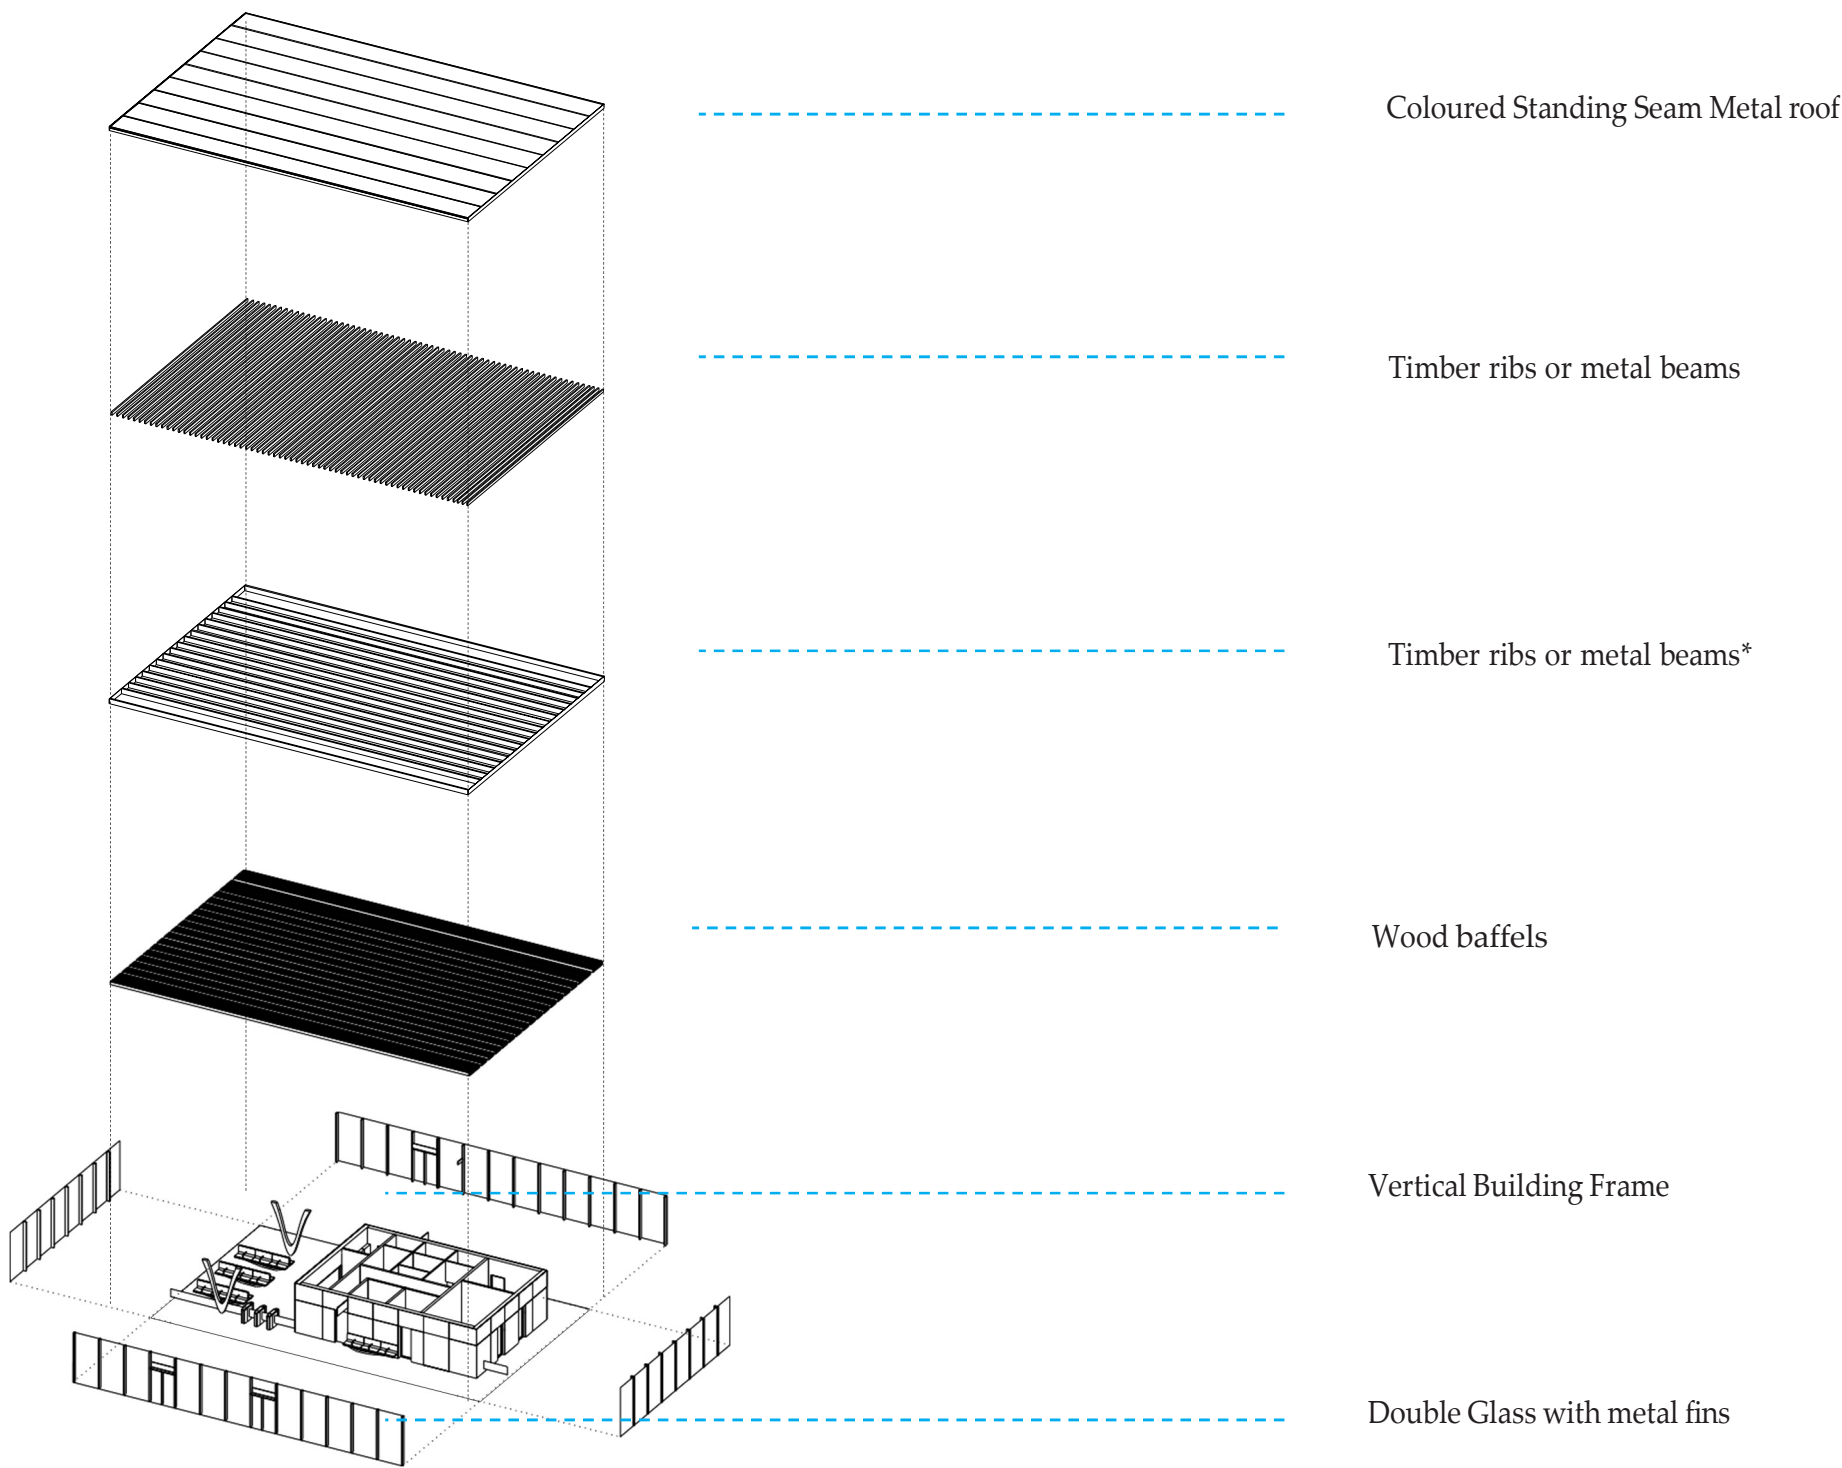 Coloured Standing Seam Metal roof
Timber ribs or metal beams
Timber ribs or metal beams*
Wood baffels
Vertical Building Frame
Double Glass with metal fins